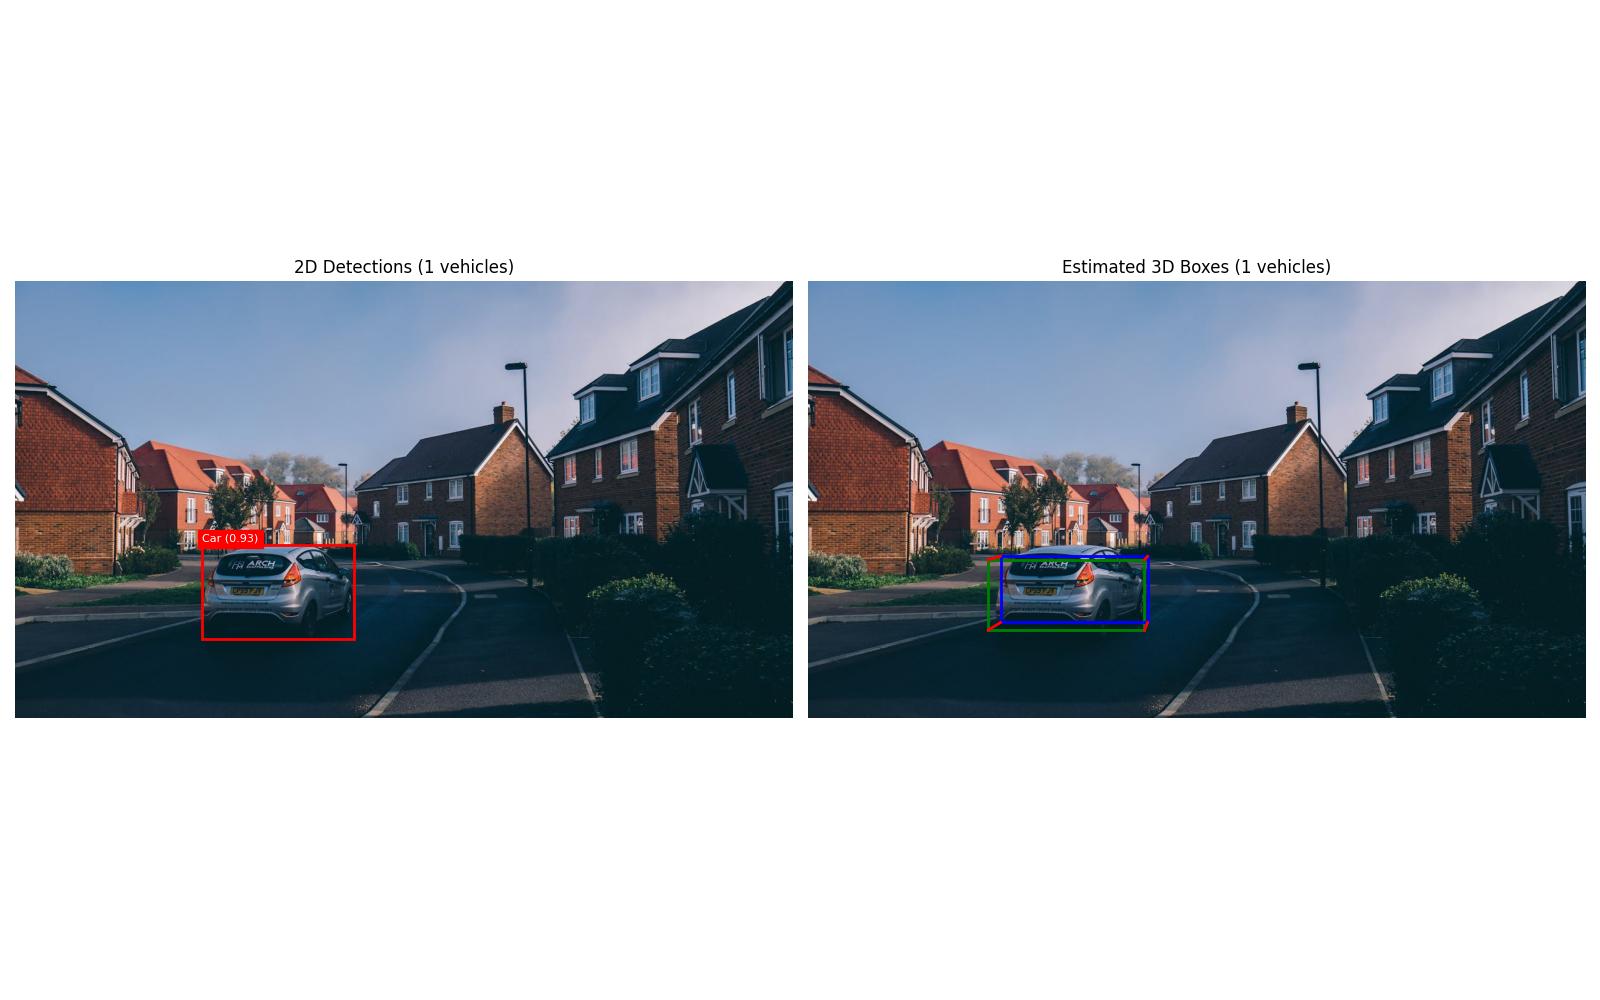 2D Detections (1 vehicles)
Car (0.93)
ARCH
Estimated 3D Boxes (1 vehicles)
ARCH